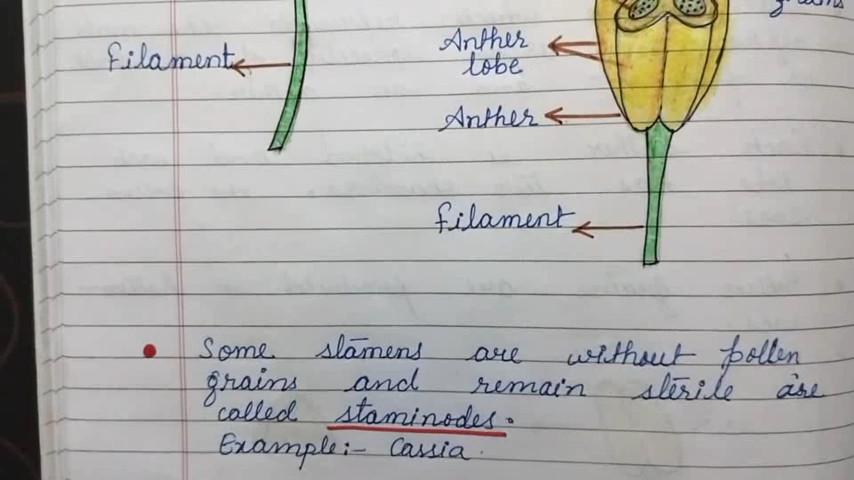 grains
Anther
lobe
Filament
Anther
Filament
Some stamens are without pollen
grains and remain sterile are
called staminodes.
Example:- Cassia.